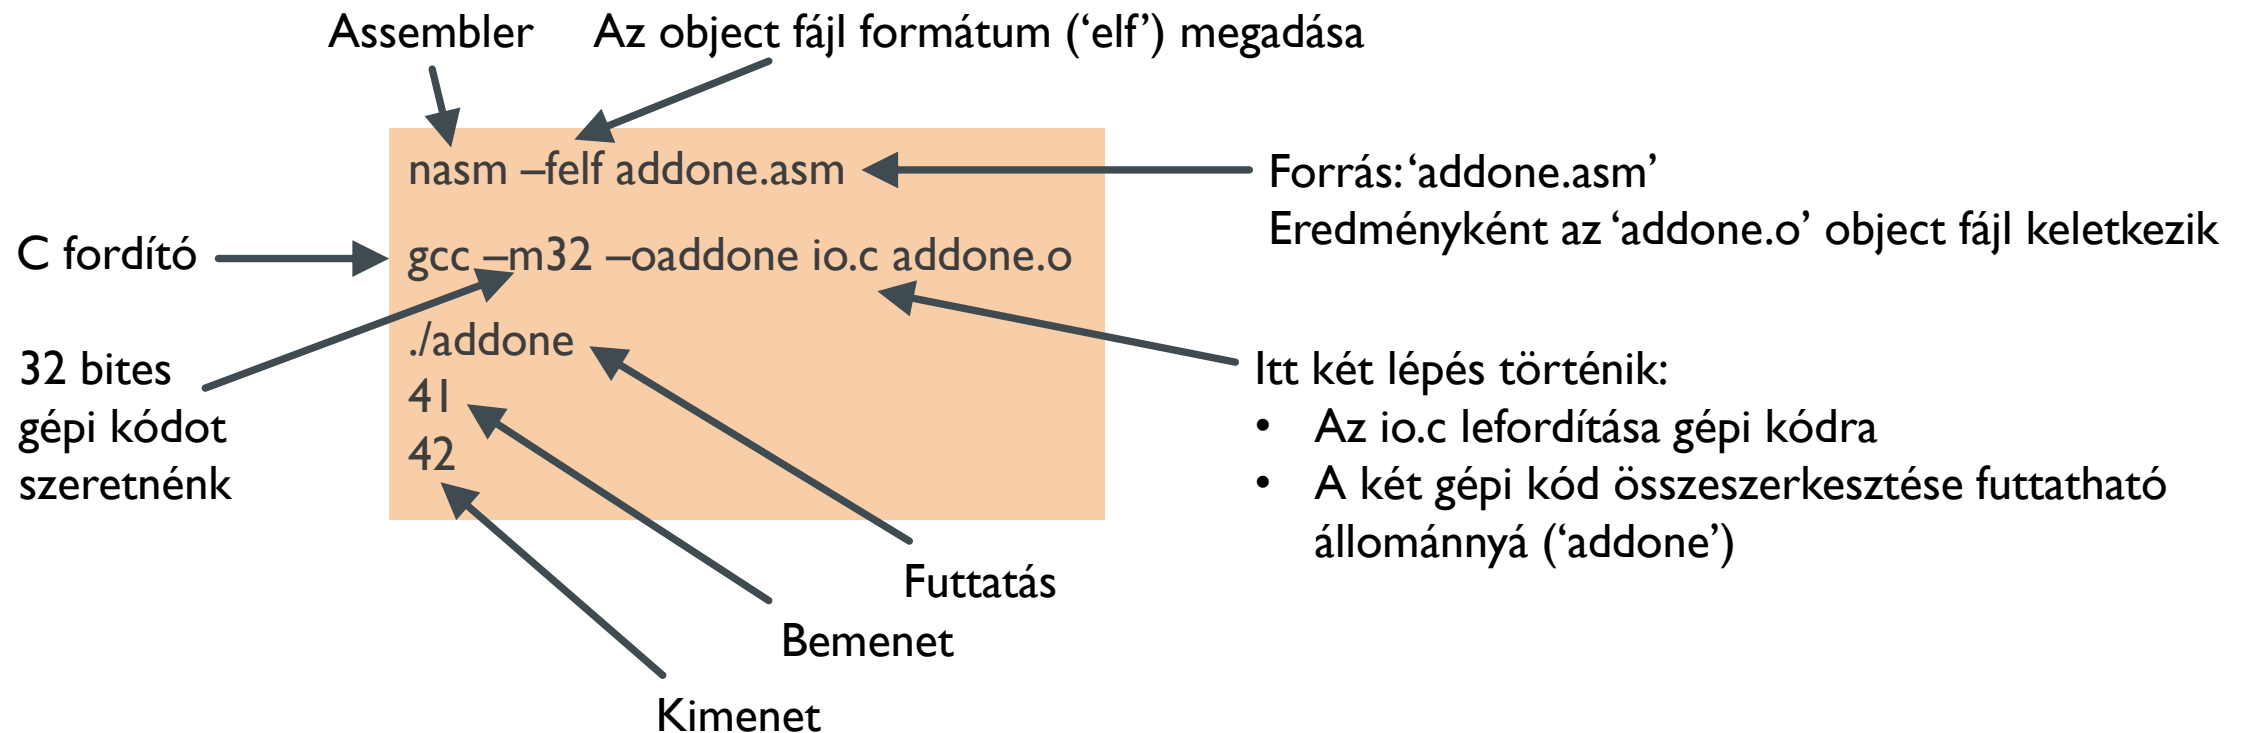 Assembler
Az object fájl formátum (‘elf’) megadása
nasm –felf addone.asm
Forrás: ‘addone.asm’
Eredményként az ‘addone.o’ object fájl keletkezik
C fordító
gcc –m32 –oaddone io.c addone.o
./addone
41
42
32 bites
gépi kódot
szeretnénk
Itt két lépés történik:
• Az io.c lefordítása gépi kódra
• A két gépi kód összeszerkesztése futtatható
állománnyá (‘addone’)
Futtatás
Bemenet
Kimenet